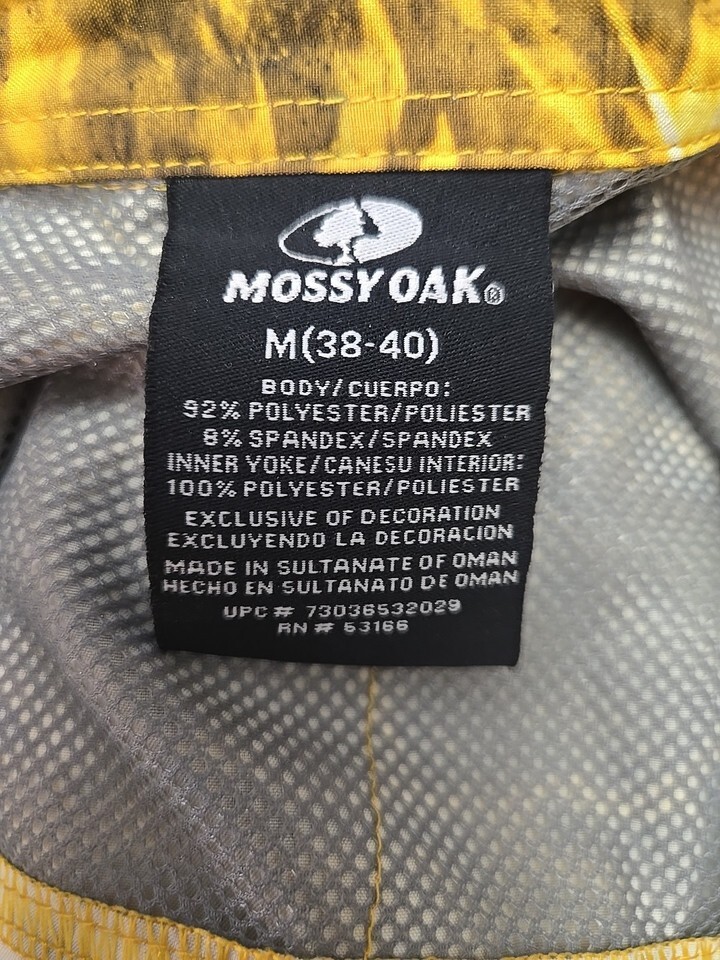 MOSSY OAK®
M(38-40)
BODY/CUERPO:
92% POLYESTER/POLIESTER
8% SPANDEX/SPANDEX
INNER YOKE/CANESU INTERIOR:
100% POLYESTER/POLIESTER
EXCLUSIVE OF DECORATION
EXCLUYENDO LA DECORACION
MADE IN SULTANATE OF OMAN
HECHO EN SULTANATO DE OMAN
UPC # 73036532029
RN # 53166